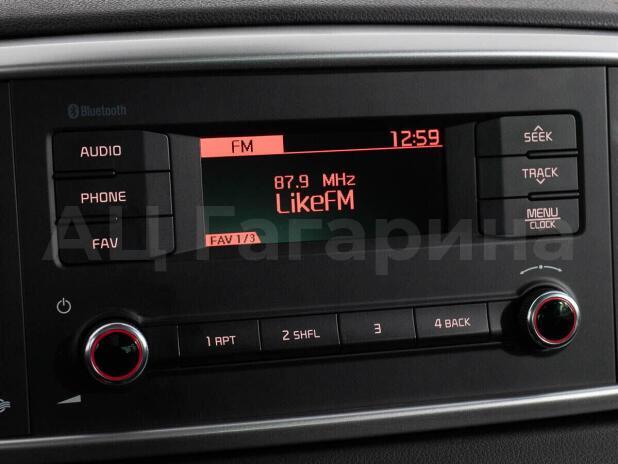 Bluetooth
AUDIO
PHONE
FAV
FM 12:59
87.9 MHz
LikeFM
FAV 1/3
SEEK
TRACK
MENU
CLOCK
АЦ Гагарина
1 RPT
2 SHFL
3
4 BACK